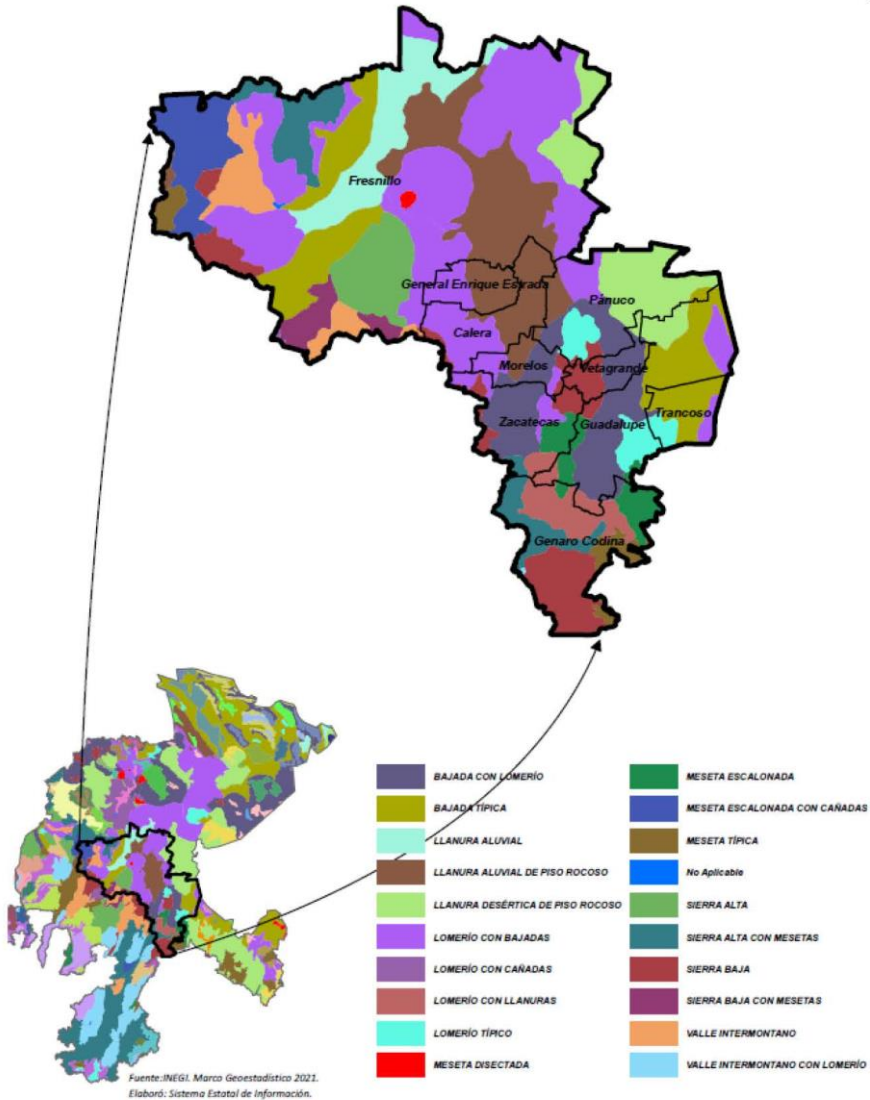 Fresnillo
General Enrique Estrada
Pánuco
Calera
Morelos
Vetagrande
Zacatecas
Guadalupe
Trancoso
Genaro Codina
BAJADA CON LOMERÍO
BAJADA TÍPICA
LLANURA ALUVIAL
LLANURA ALUVIAL DE PISO ROCOSO
LLANURA DESÉRTICA DE PISO ROCOSO
LOMERÍO CON BAJADAS
LOMERÍO CON CAÑADAS
LOMERÍO CON LLANURAS
LOMERÍO TÍPICO
MESETA DISECTADA
MESETA ESCALONADA
MESETA ESCALONADA CON CAÑADAS
MESETA TÍPICA
No Aplicable
SIERRA ALTA
SIERRA ALTA CON MESETAS
SIERRA BAJA
SIERRA BAJA CON MESETAS
VALLE INTERMONTANO
VALLE INTERMONTANO CON LOMERÍO
Fuente:INEGI. Marco Geoestadístico 2021.
Elaboró: Sistema Estatal de Información.